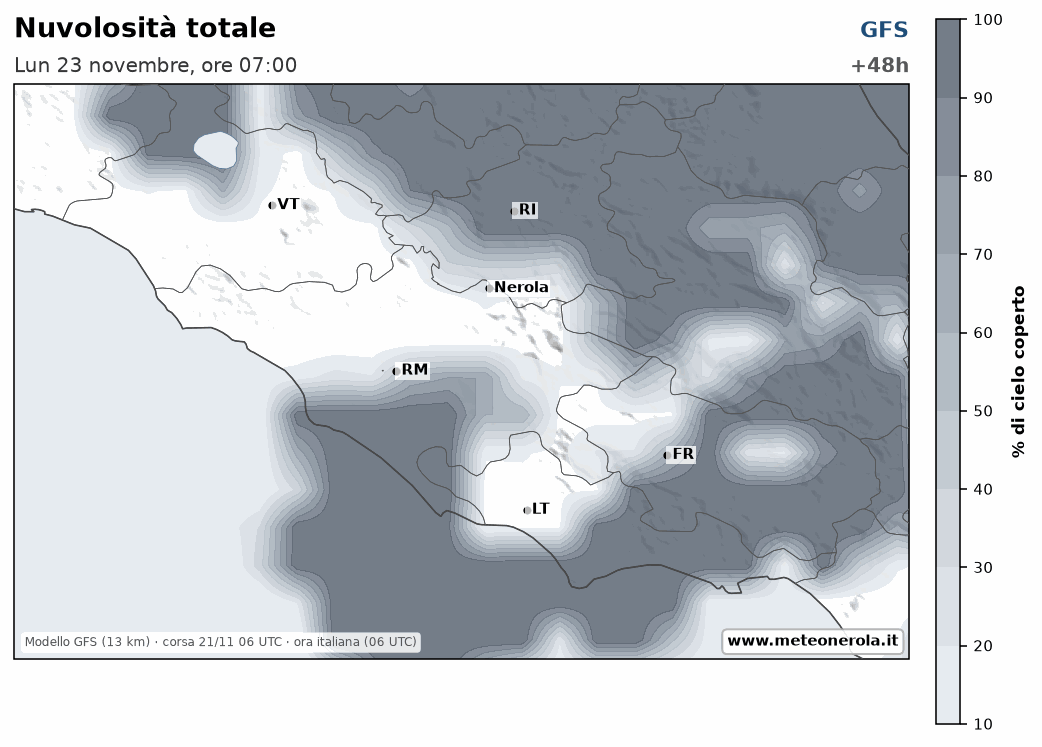 Nuvolosità totale
GFS
Lun 23 novembre, ore 07:00
+48h
100
90
80
70
60
50
40
30
20
10
% di cielo coperto
VT
RI
Nerola
RM
FR
LT
Modello GFS (13 km) · corsa 21/11 06 UTC · ora italiana (06 UTC)
www.meteonerola.it